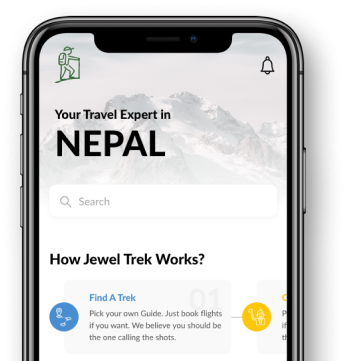 Your Travel Expert in
NEPAL
Search
How Jewel Trek Works?
01
Find A Trek
Pick your own Guide. Just book flights
if you want. We believe you should be
the one calling the shots.